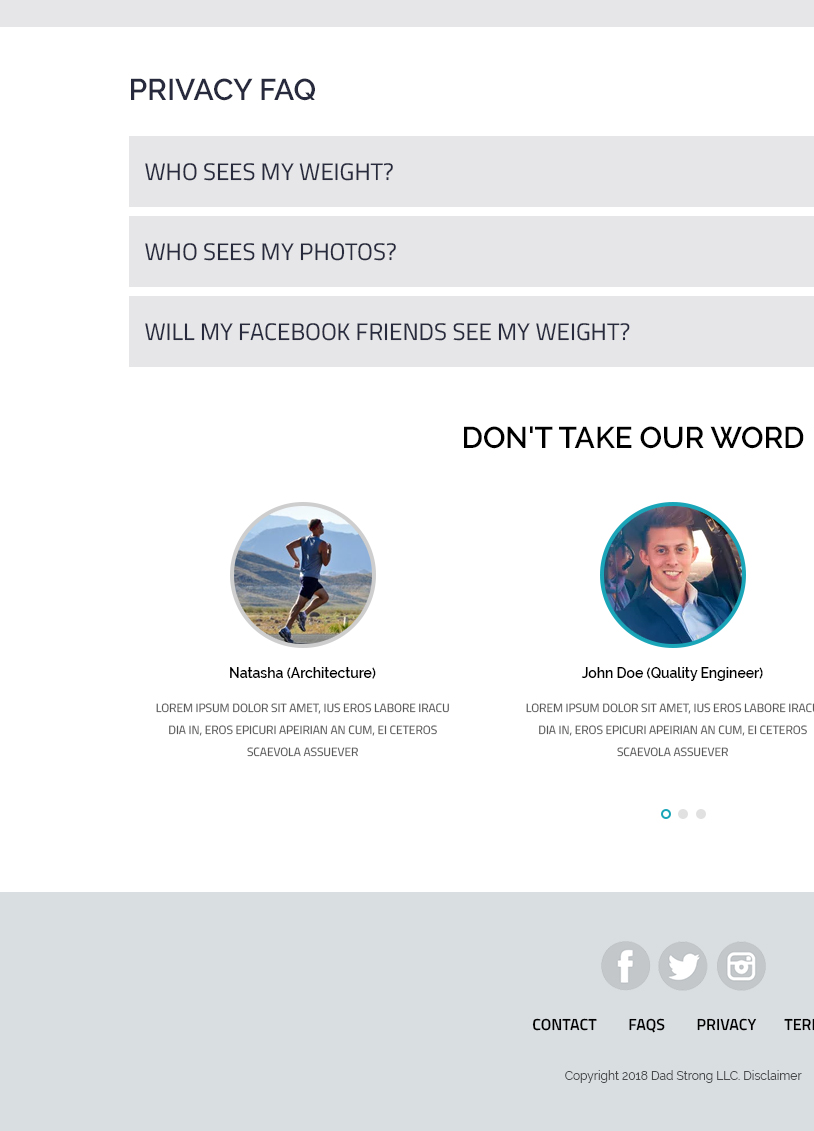 PRIVACY FAQ
WHO SEES MY WEIGHT?
WHO SEES MY PHOTOS?
WILL MY FACEBOOK FRIENDS SEE MY WEIGHT?
DON'T TAKE OUR WORD
Natasha (Architecture)
LOREM IPSUM DOLOR SIT AMET, IUS EROS LABORE IRACU
DIA IN, EROS EPICURI APEIRIAN AN CUM, EI CETEROS
SCAEVOLA ASSUEVER
John Doe (Quality Engineer)
LOREM IPSUM DOLOR SIT AMET, IUS EROS LABORE IRACU
DIA IN, EROS EPICURI APEIRIAN AN CUM, EI CETEROS
SCAEVOLA ASSUEVER
CONTACT FAQS PRIVACY TER
Copyright 2018 Dad Strong LLC. Disclaimer